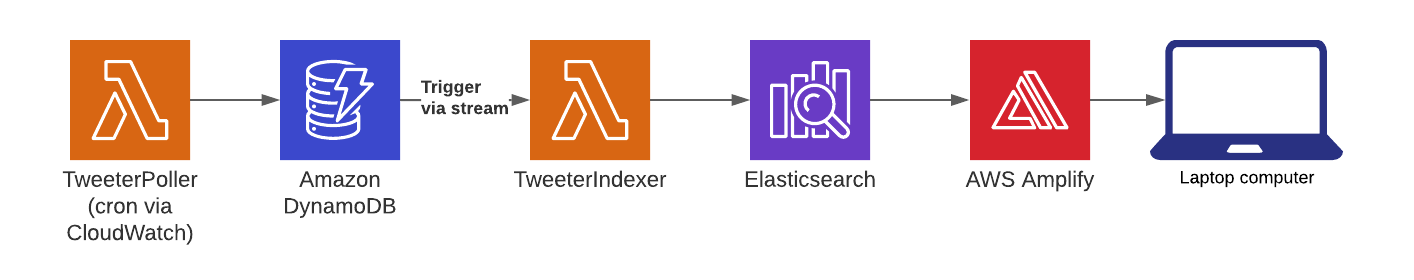 Trigger
via stream
TweeterPoller
(cron via
CloudWatch)
Amazon
DynamoDB
TweeterIndexer
Elasticsearch
AWS Amplify
Laptop computer